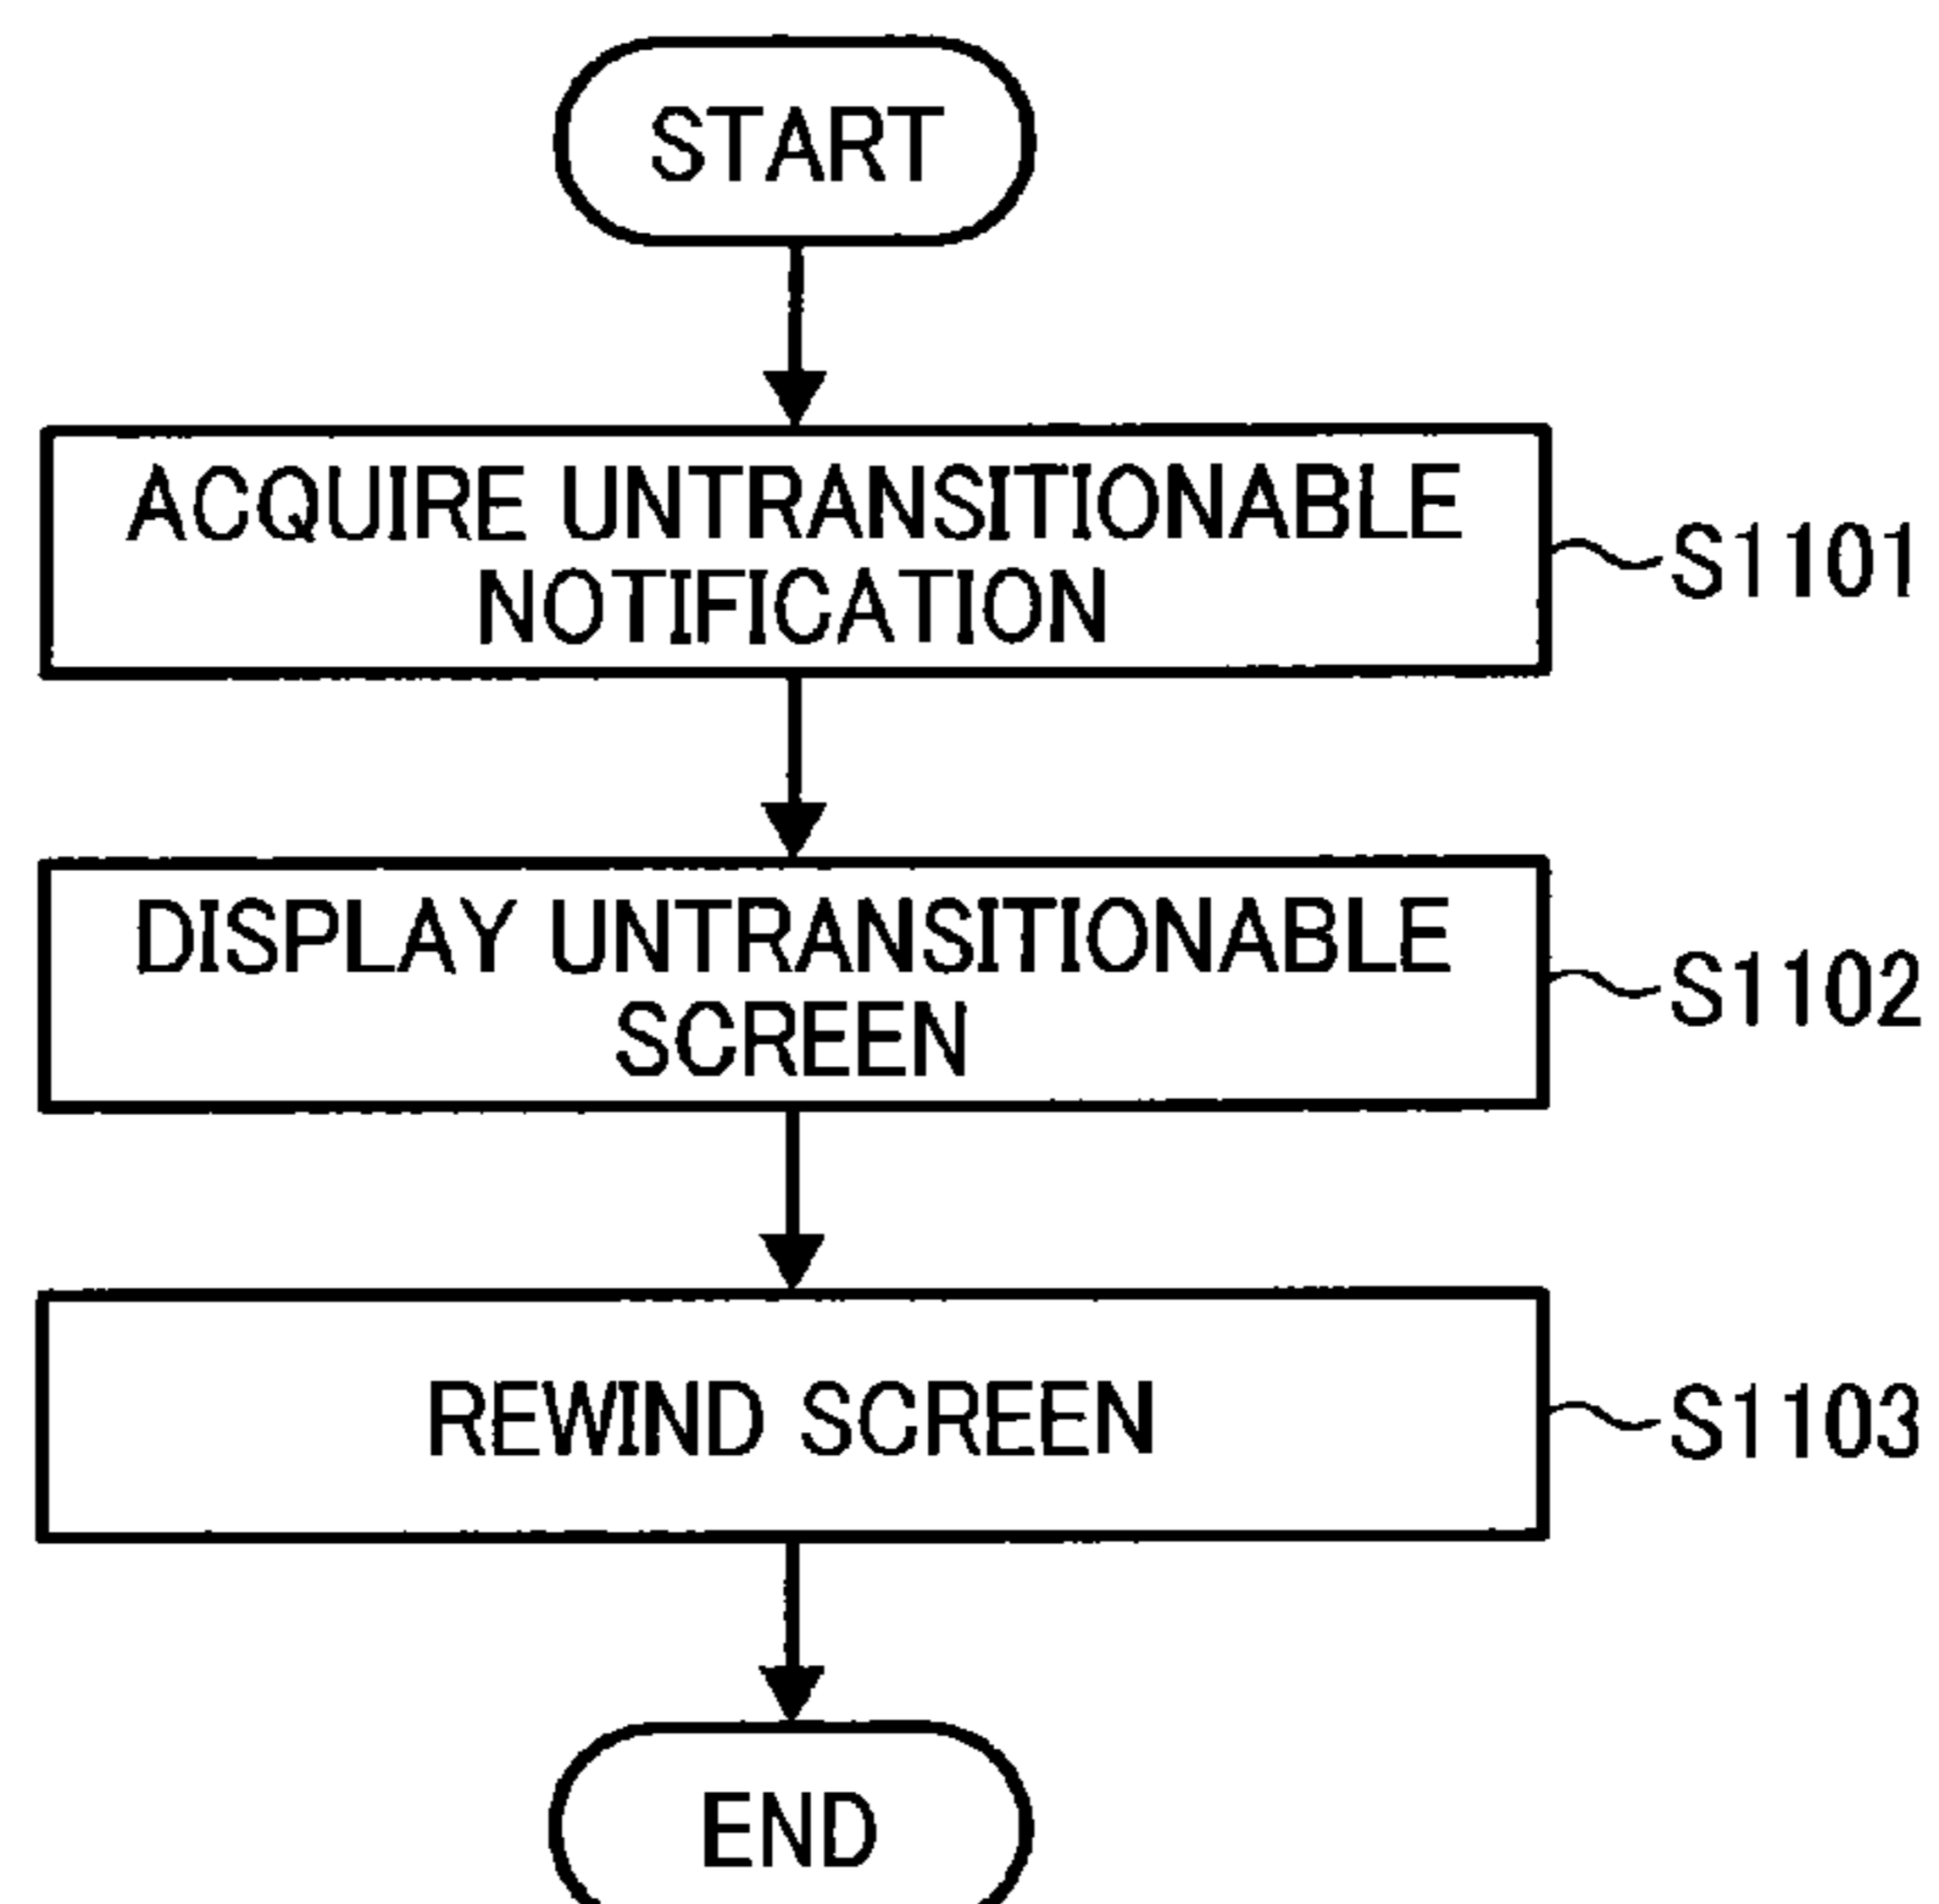 START
ACQUIRE UNTRANSITIONABLE
NOTIFICATION
S1101
DISPLAY UNTRANSITIONABLE
SCREEN
S1102
REWIND SCREEN
S1103
END